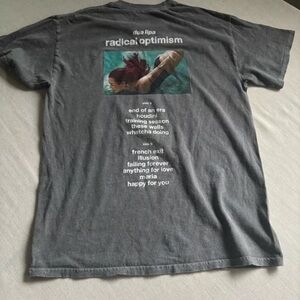 dua lipa
radical optimism
side a
end of an era
houdini
training season
these walls
whatcha doing
french exit
illusion
falling forever
anything for love
maria
happy for you